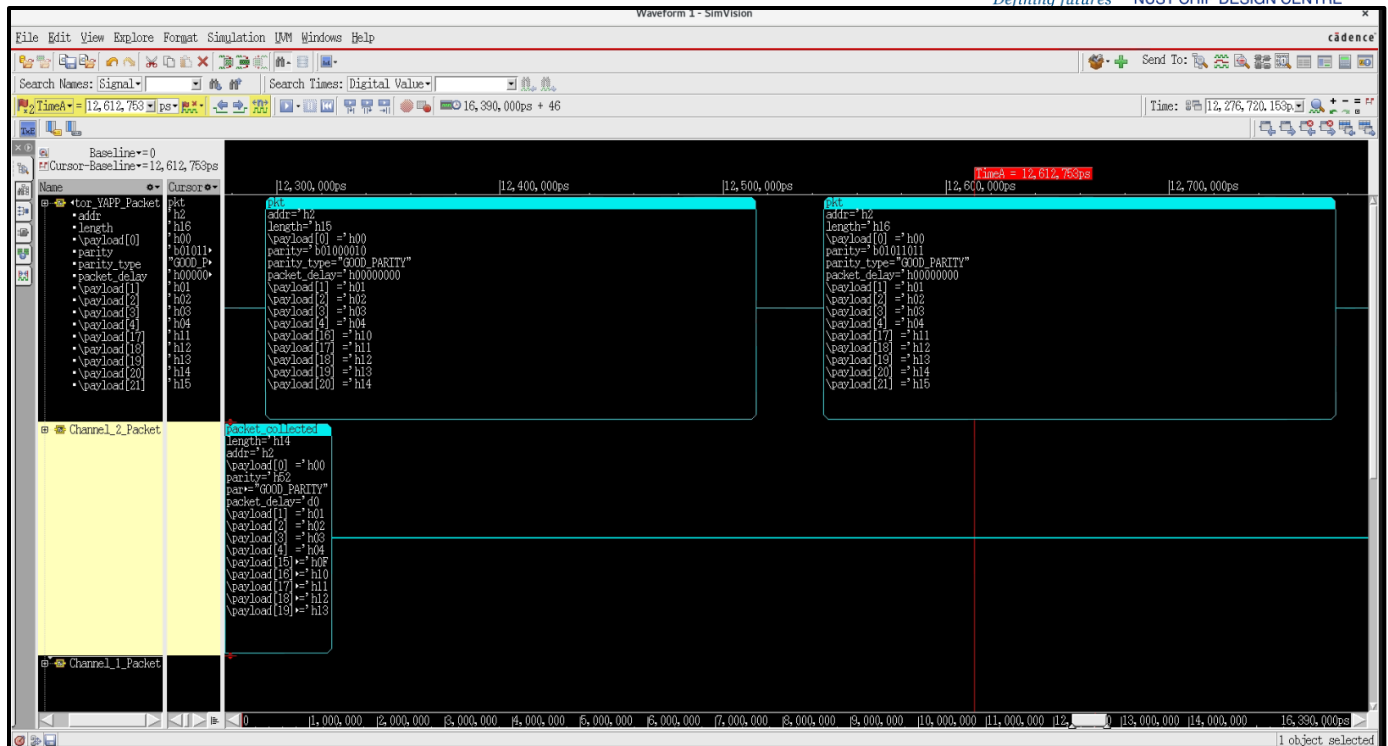 Defining futures NUST CHIP DESIGN CENTRE
Waveform 1 - SimVision
File Edit View Explore Format Simulation UVM Windows Help
cādence
Send To:
Search Names: Signal
Search Times: Digital Value
TimeA = 12,612,753 ps
16,390,000ps + 46
Time: 12,276,720.153p
Baseline=0
Cursor-Baseline=12,612,753ps
TimeA = 12,612,753ps
Name Cursor
12,300,000ps 12,400,000ps 12,500,000ps 12,600,000ps 12,700,000ps
tor_YAPP_Packet pkt
addr 'h2
length 'h16
\payload[0] 'h00
parity 'b01011
parity_type "GOOD_P
packet_delay 'h00000
\payload[1] 'h01
\payload[2] 'h02
\payload[3] 'h03
\payload[4] 'h04
\payload[17] 'h11
\payload[18] 'h12
\payload[19] 'h13
\payload[20] 'h14
\payload[21] 'h15
pkt
addr='h2
length='h15
\payload[0] ='h00
parity='b01000010
parity_type="GOOD_PARITY"
packet_delay='h00000000
\payload[1] ='h01
\payload[2] ='h02
\payload[3] ='h03
\payload[4] ='h04
\payload[16] ='h10
\payload[17] ='h11
\payload[18] ='h12
\payload[19] ='h13
\payload[20] ='h14
pkt
addr='h2
length='h16
\payload[0] ='h00
parity='b01011011
parity_type="GOOD_PARITY"
packet_delay='h00000000
\payload[1] ='h01
\payload[2] ='h02
\payload[3] ='h03
\payload[4] ='h04
\payload[17] ='h11
\payload[18] ='h12
\payload[19] ='h13
\payload[20] ='h14
\payload[21] ='h15
Channel_2_Packet
packet_collected
length='h14
addr='h2
\payload[0] ='h00
parity='h52
par="GOOD_PARITY"
packet_delay='d0
\payload[1] ='h01
\payload[2] ='h02
\payload[3] ='h03
\payload[4] ='h04
\payload[15]='h0F
\payload[16]='h10
\payload[17]='h11
\payload[18]='h12
\payload[19]='h13
Channel_1_Packet
0 1,000,000 2,000,000 3,000,000 4,000,000 5,000,000 6,000,000 7,000,000 8,000,000 9,000,000 10,000,000 11,000,000 12, 13,000,000 14,000,000 16,390,000ps
1 object selected